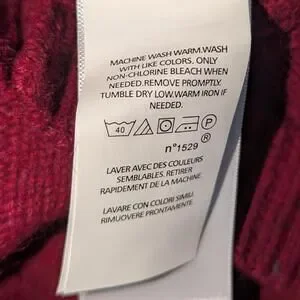 MACHINE WASH WARM.WASH
WITH LIKE COLORS. ONLY
NON-CHLORINE BLEACH WHEN
NEEDED.REMOVE PROMPTLY.
TUMBLE DRY LOW.WARM IRON IF
NEEDED.
40 P
n°1529 ®
LAVER AVEC DES COULEURS
SEMBLABLES. RETIRER
RAPIDEMENT DE LA MACHINE
LAVARE CON COLORI SIMILI.
RIMUOVERE PRONTAMENTE.